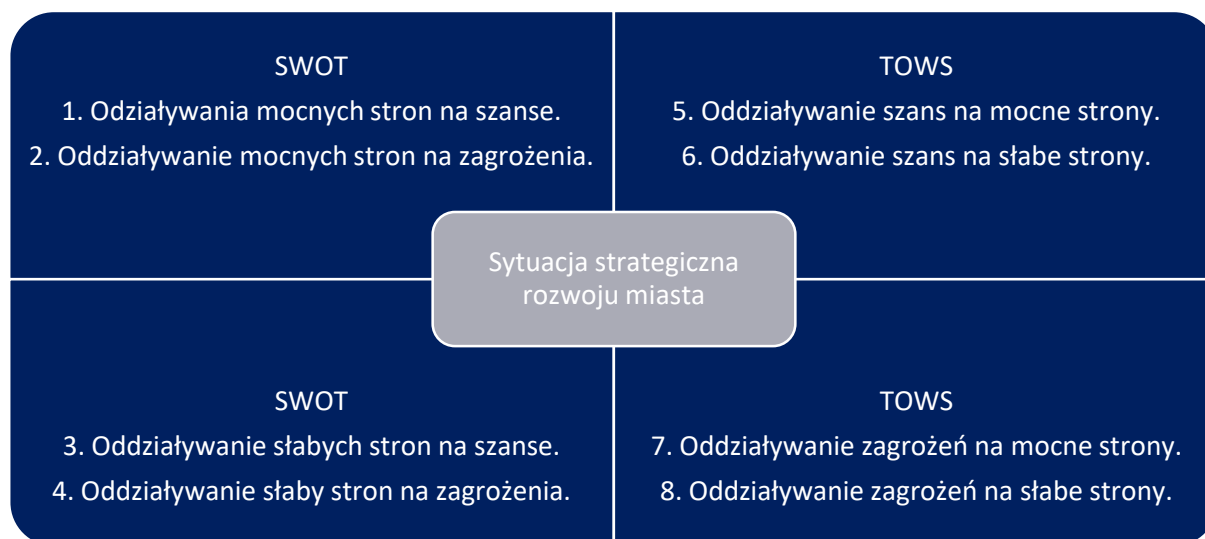 SWOT
1. Odziaływania mocnych stron na szanse.
2. Oddziaływanie mocnych stron na zagrożenia.
TOWS
5. Oddziaływanie szans na mocne strony.
6. Oddziaływanie szans na słabe strony.
Sytuacja strategiczna
rozwoju miasta
SWOT
3. Oddziaływanie słabych stron na szanse.
4. Oddziaływanie słaby stron na zagrożenia.
TOWS
7. Oddziaływanie zagrożeń na mocne strony.
8. Oddziaływanie zagrożeń na słabe strony.